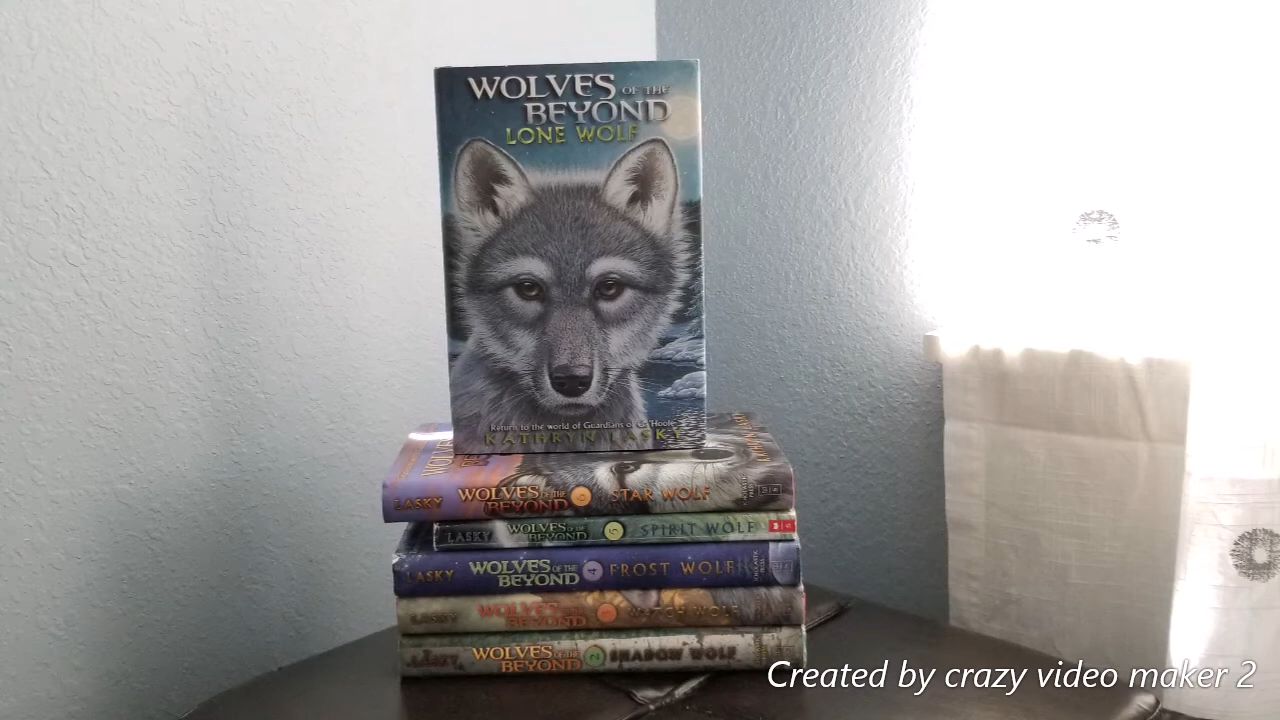 WOLVES OF THE
BEYOND
LONE WOLF
Return to the world of Guardians of Ga'Hoole
KATHRYN LASKY
LASKY WOLVES OF THE BEYOND 6 STAR WOLF
LASKY WOLVES OF THE BEYOND 5 SPIRIT WOLF
LASKY WOLVES OF THE BEYOND 4 FROST WOLF
LASKY WOLVES OF THE BEYOND 3 WATCH WOLF
LASKY WOLVES OF THE BEYOND 2 SHADOW WOLF
Created by crazy video maker 2